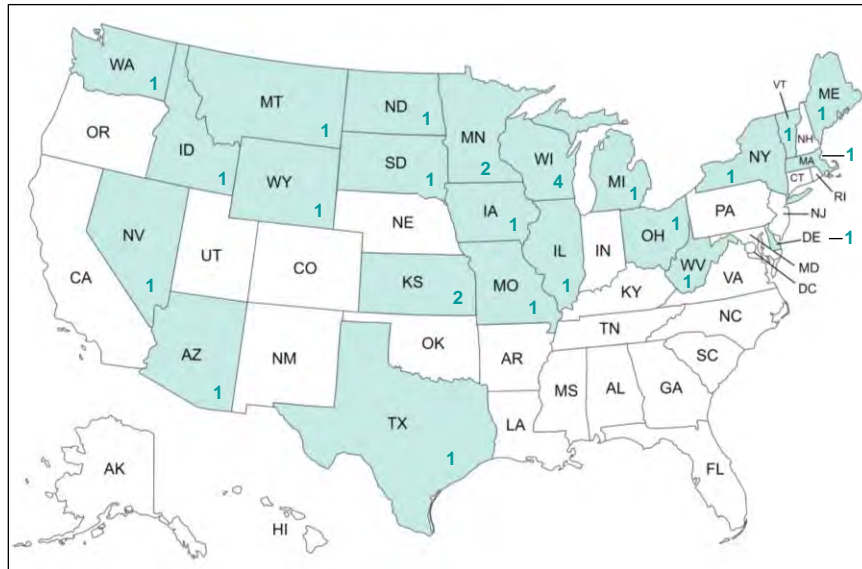 WA 1
MT 1
ND 1
MN 2
OR
ID 1
WY 1
SD 1
WI 4
MI 1
VT 1
ME 1
NH
NY 1
MA 1
CT
RI
NV 1
UT
CO
NE
IA 1
IL 1
IN
OH 1
PA
NJ
DE 1
MD
DC
CA
KS 2
MO 1
KY
WV 1
VA
AZ 1
NM
OK
AR
TN
NC
SC
TX 1
LA
MS
AL
GA
FL
AK
HI